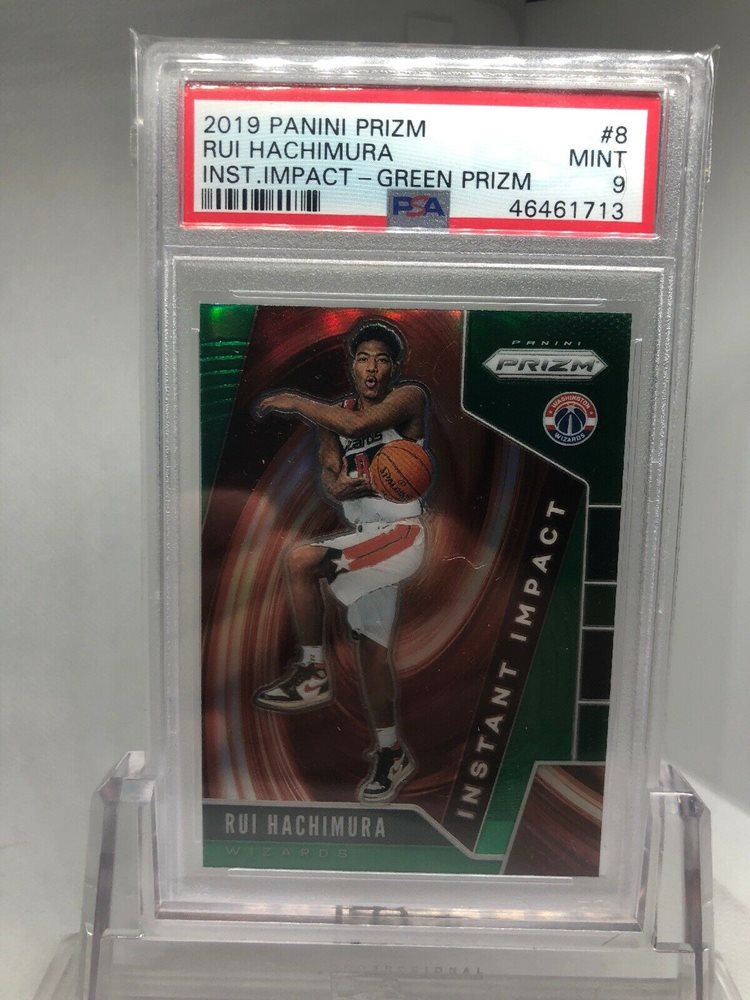 2019 PANINI PRIZM #8
RUI HACHIMURA MINT
INST.IMPACT - GREEN PRIZM 9
PSA 46461713
PANINI
PRIZM
WASHINGTON
WIZARDS
SPALDING
INSTANT IMPACT
RUI HACHIMURA
WIZARDS